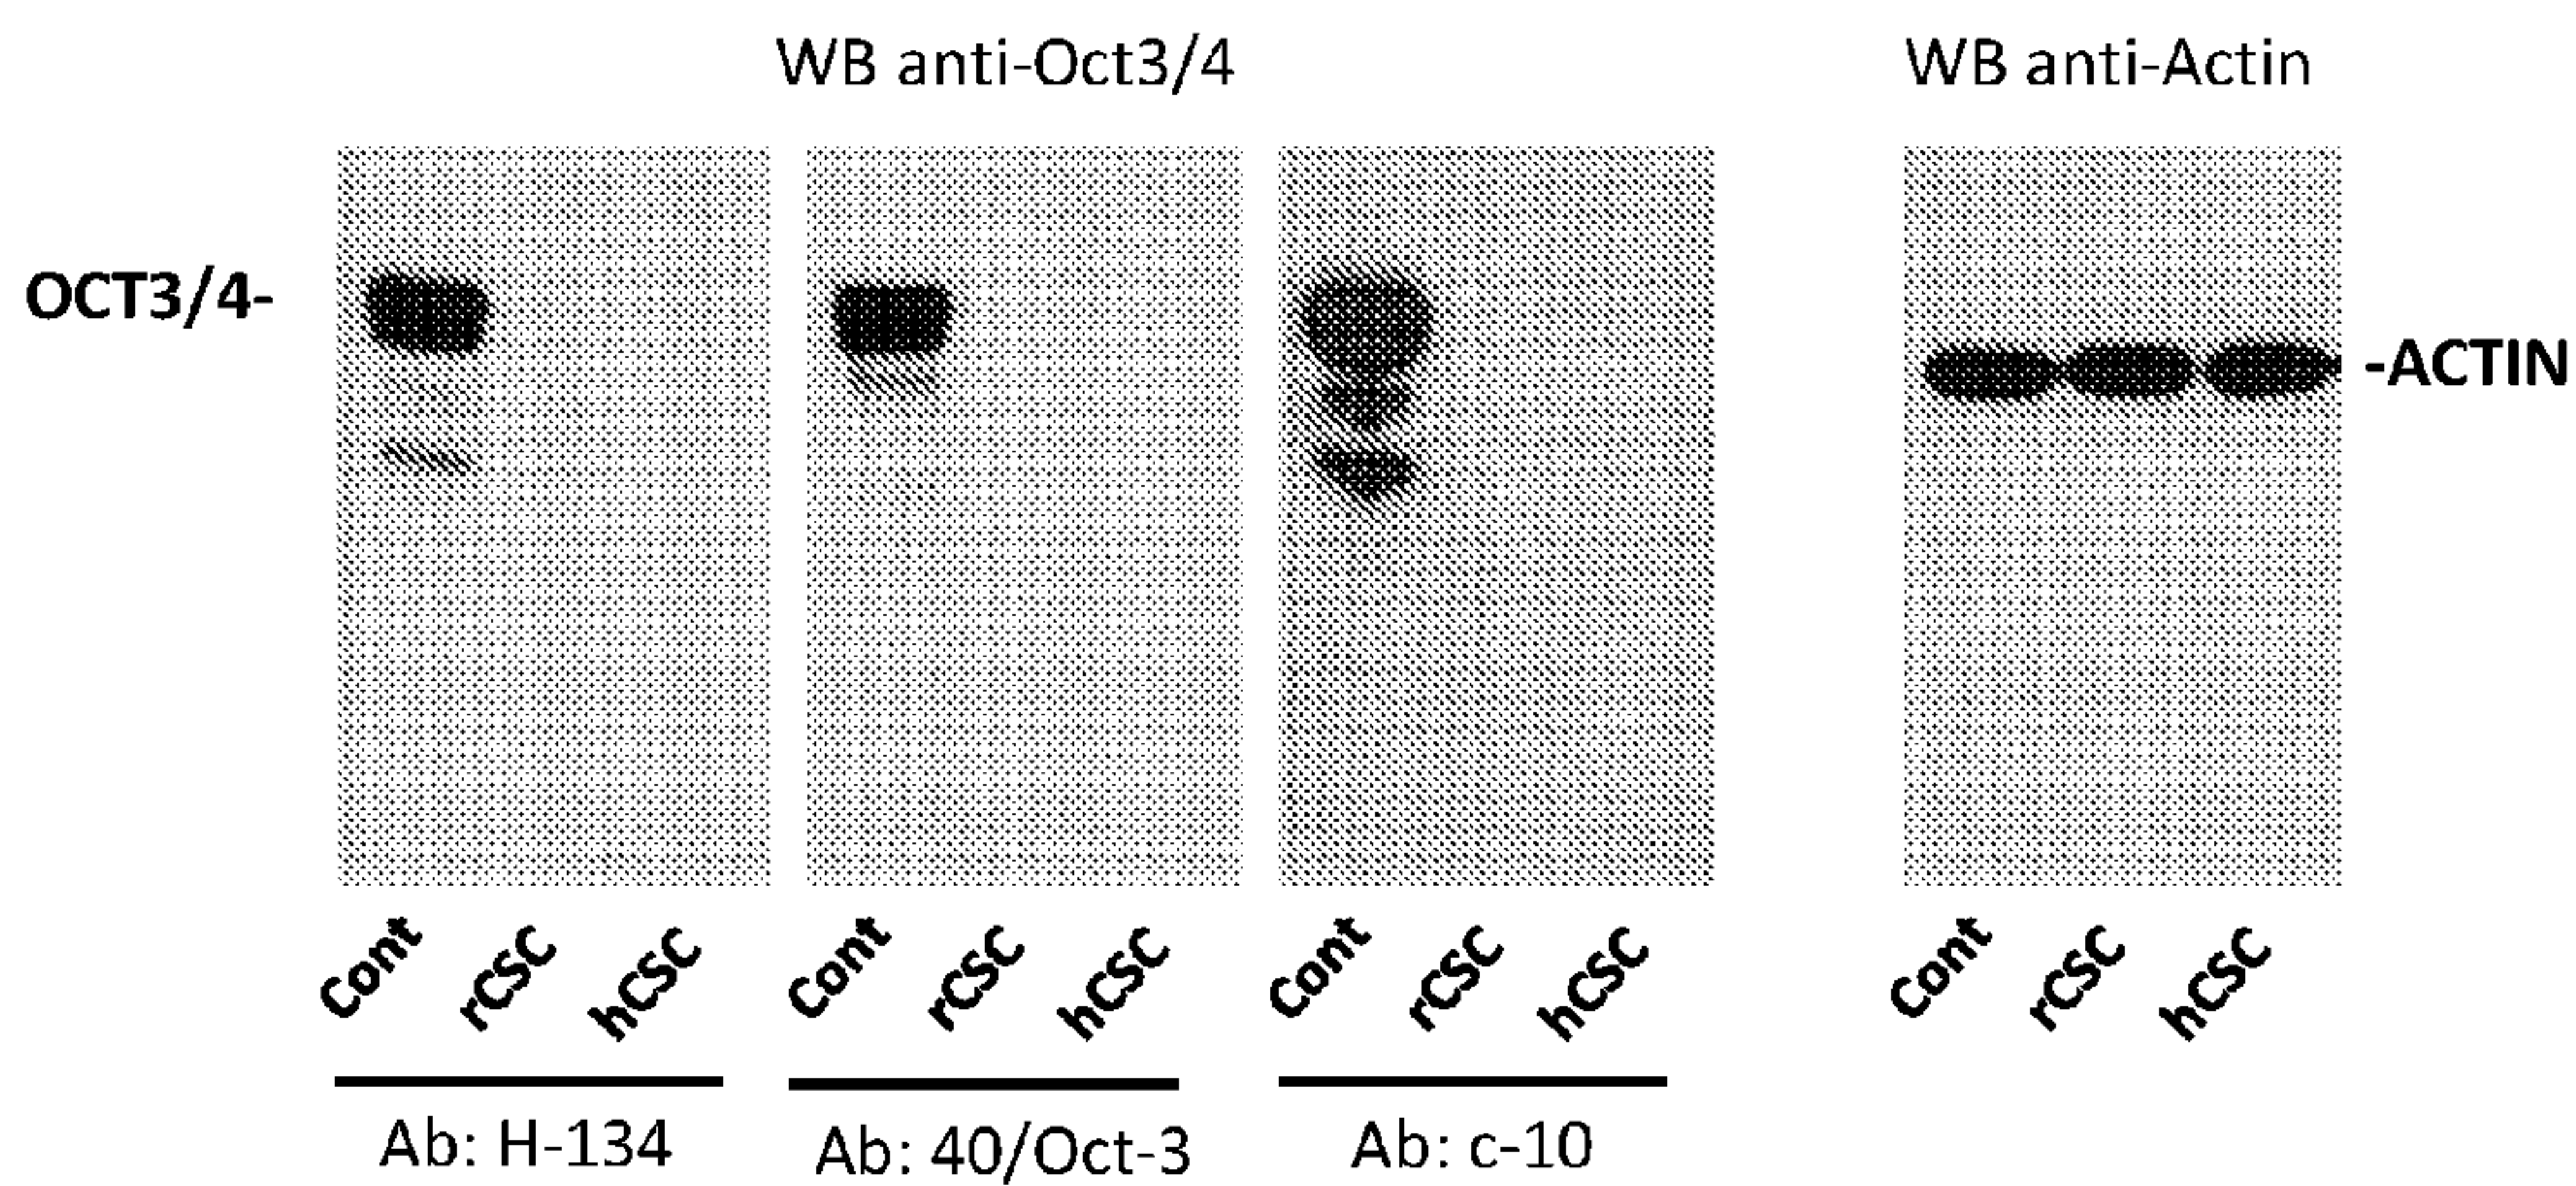 WB anti-Oct3/4
WB anti-Actin
OCT3/4-
-ACTIN
Cont rCSC hCSC
Cont rCSC hCSC
Cont rCSC hCSC
Cont rCSC hCSC
Ab: H-134
Ab: 40/Oct-3
Ab: c-10